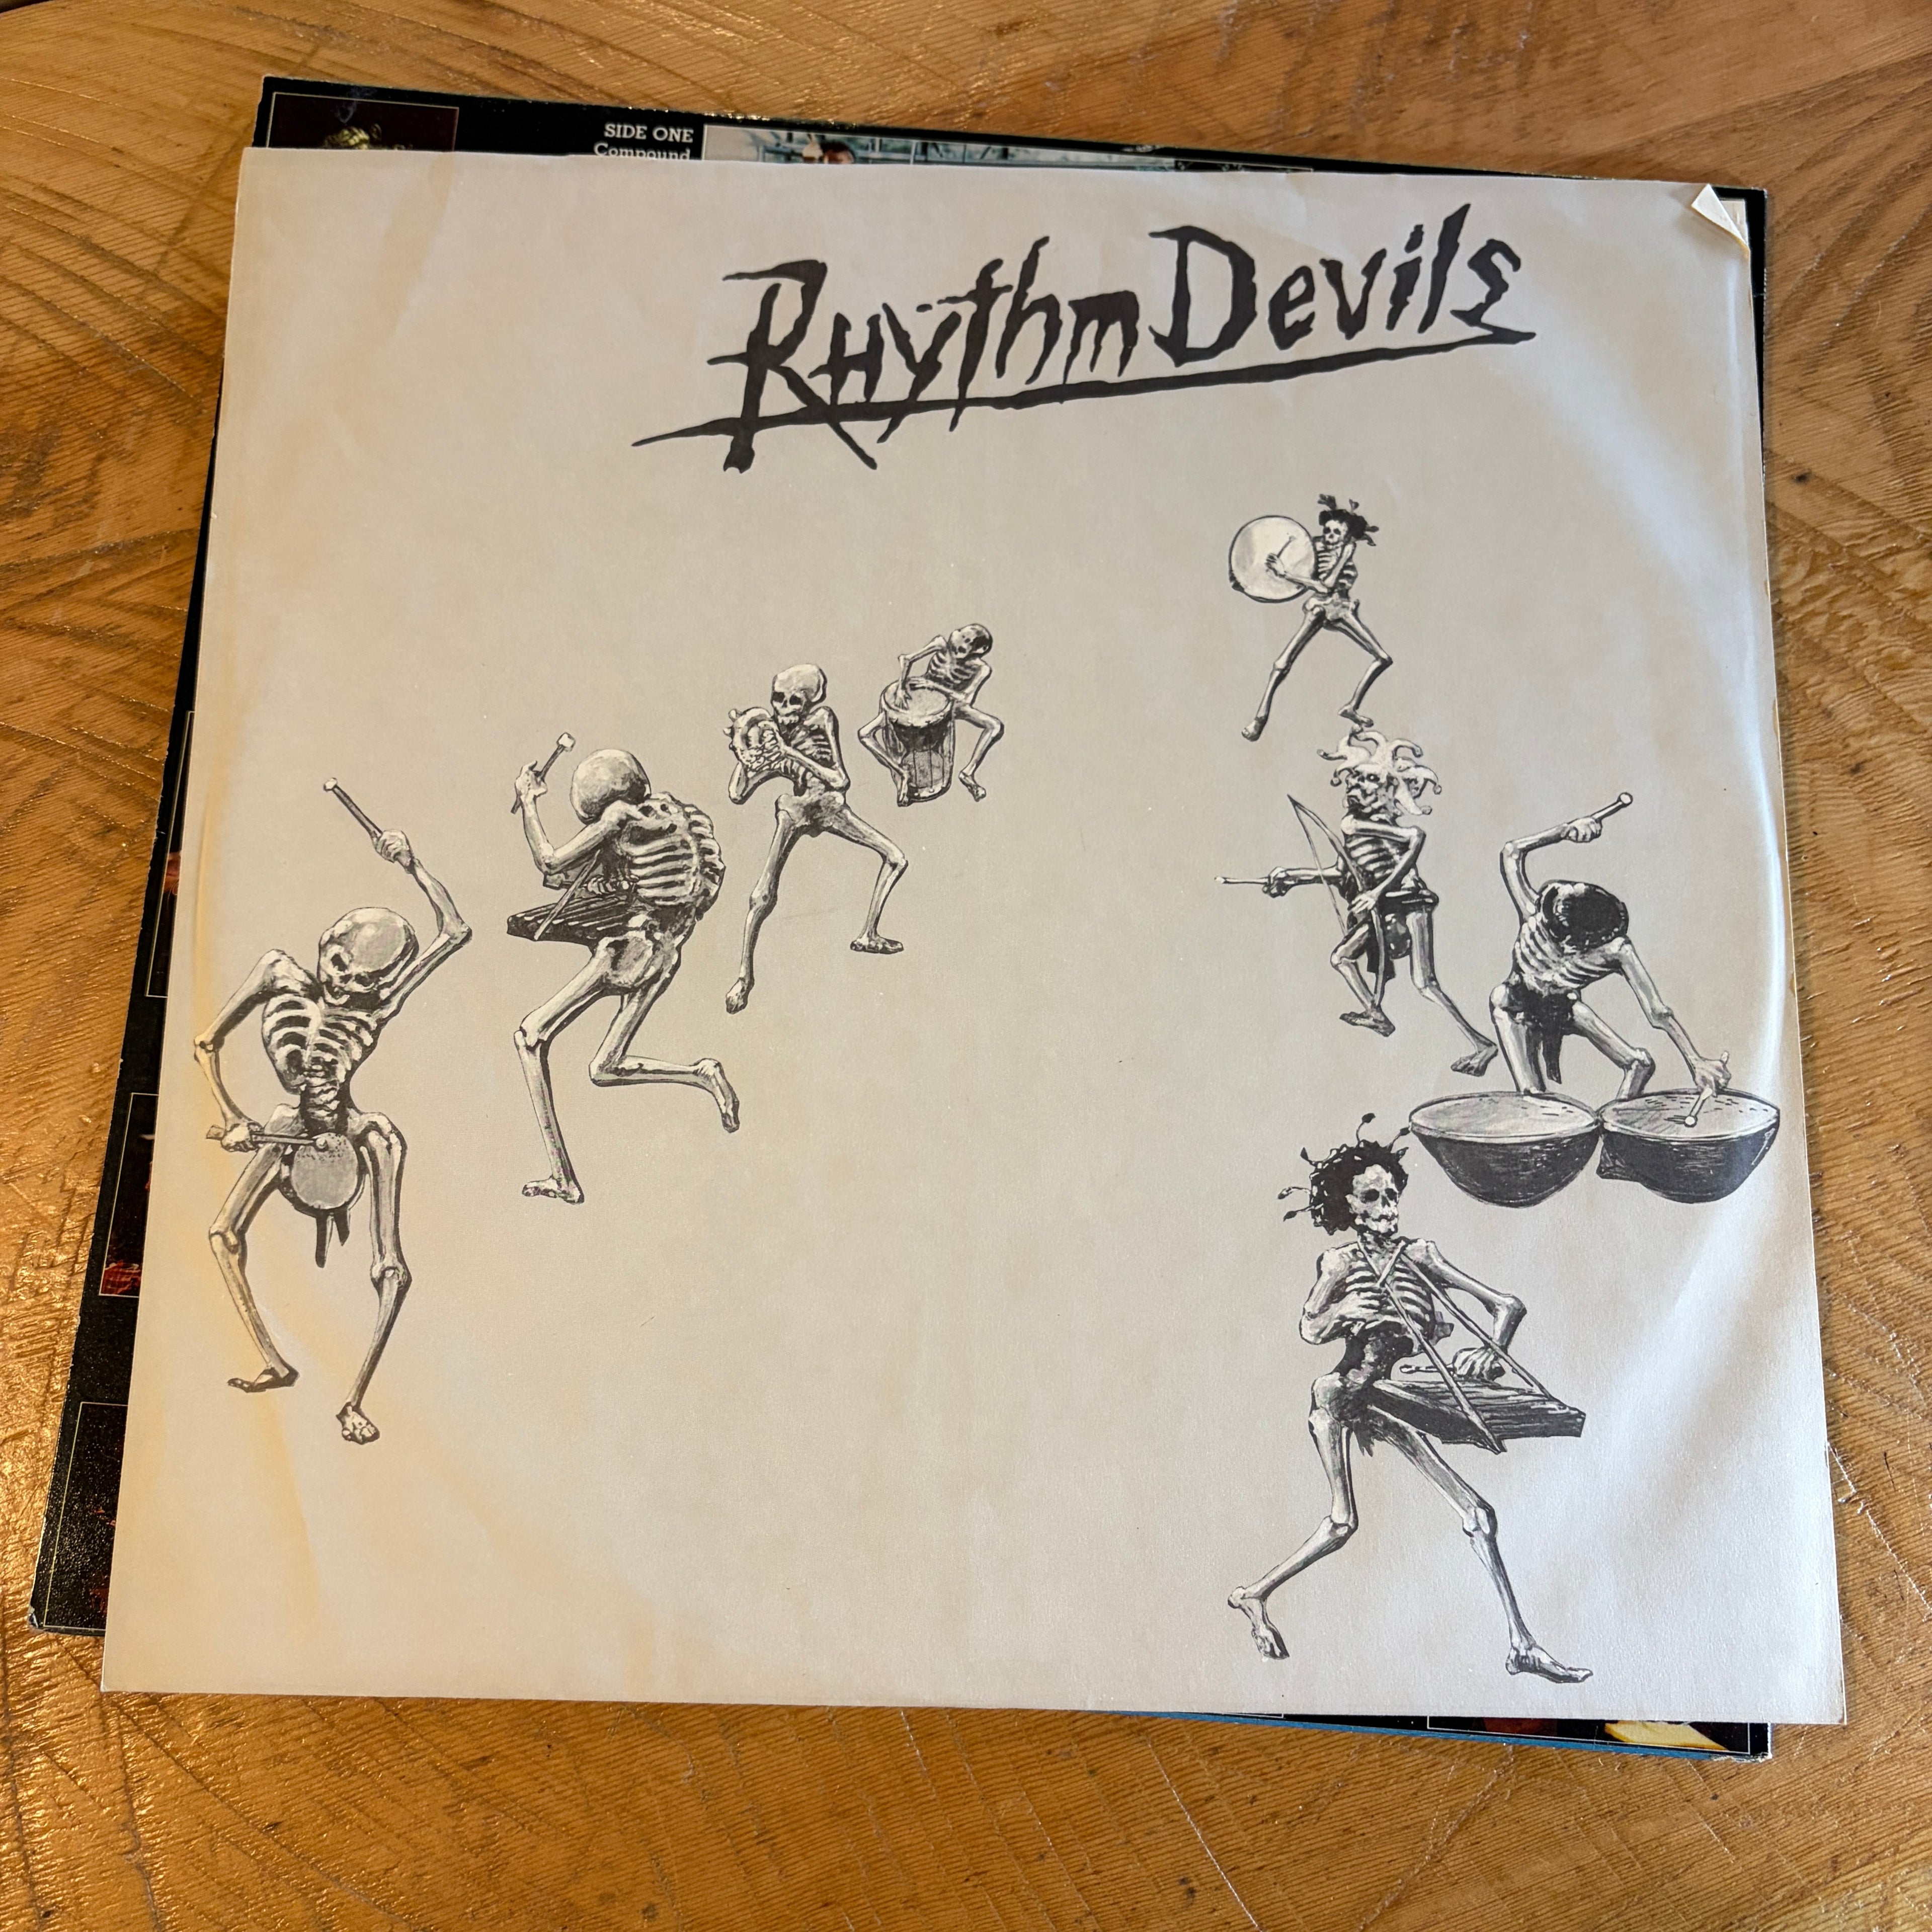 SIDE ONE
Compound
Rhythm Devils